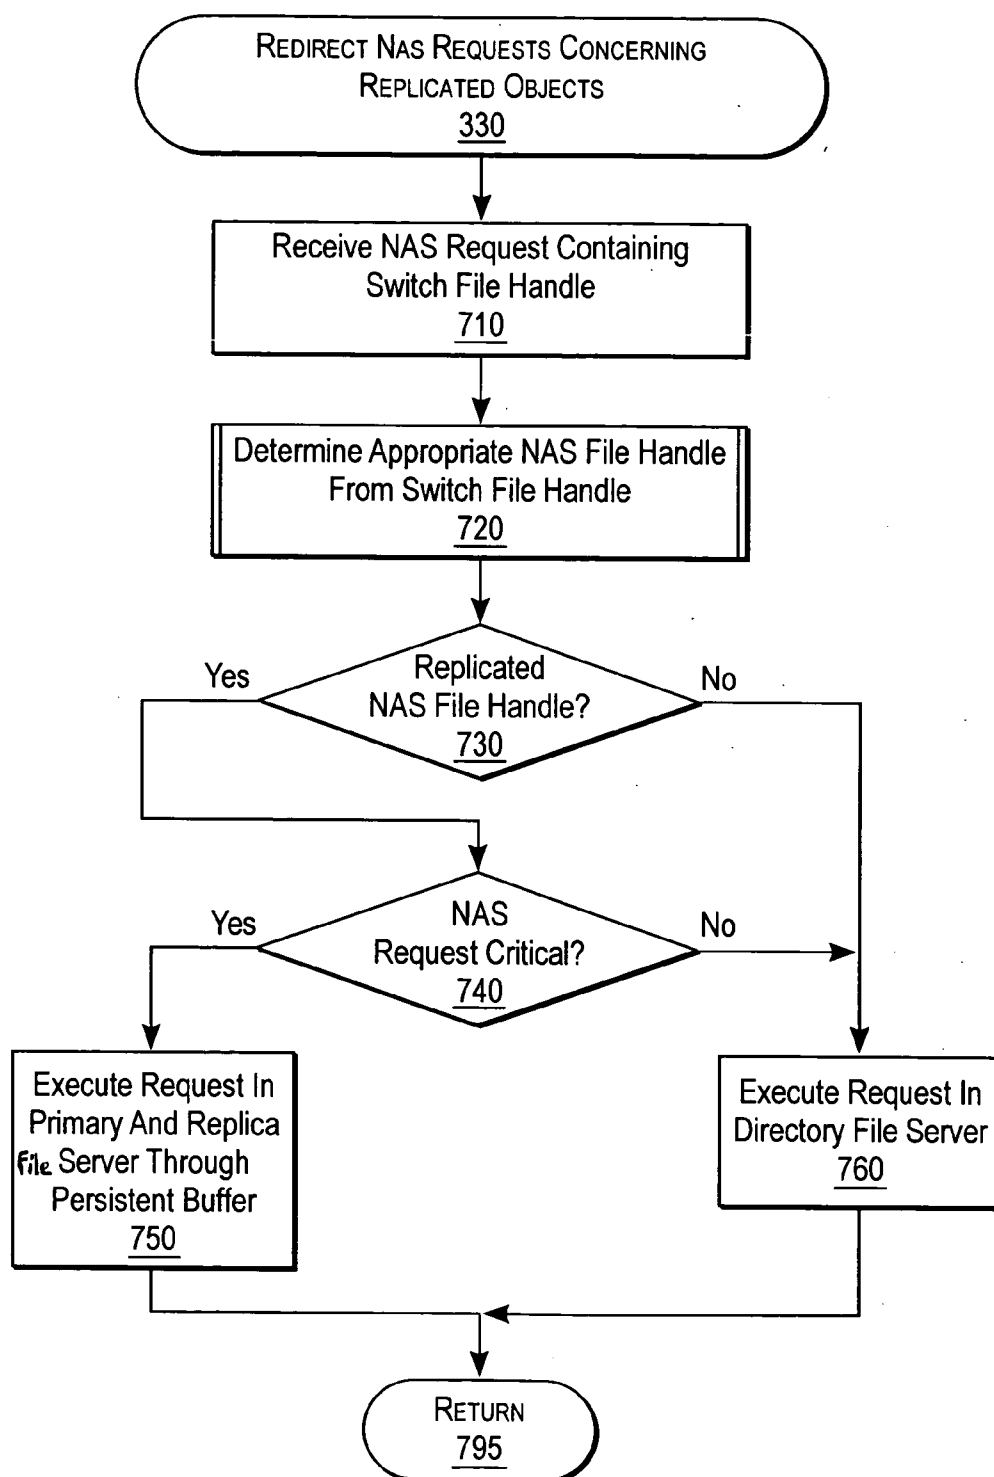 REDIRECT NAS REQUESTS CONCERNING
REPLICATED OBJECTS
330
Receive NAS Request Containing
Switch File Handle
710
Determine Appropriate NAS File Handle
From Switch File Handle
720
Yes
Replicated
NAS File Handle?
730
No
Yes
NAS
Request Critical?
740
No
Execute Request In
Primary And Replica
File Server Through
Persistent Buffer
750
Execute Request In
Directory File Server
760
RETURN
795